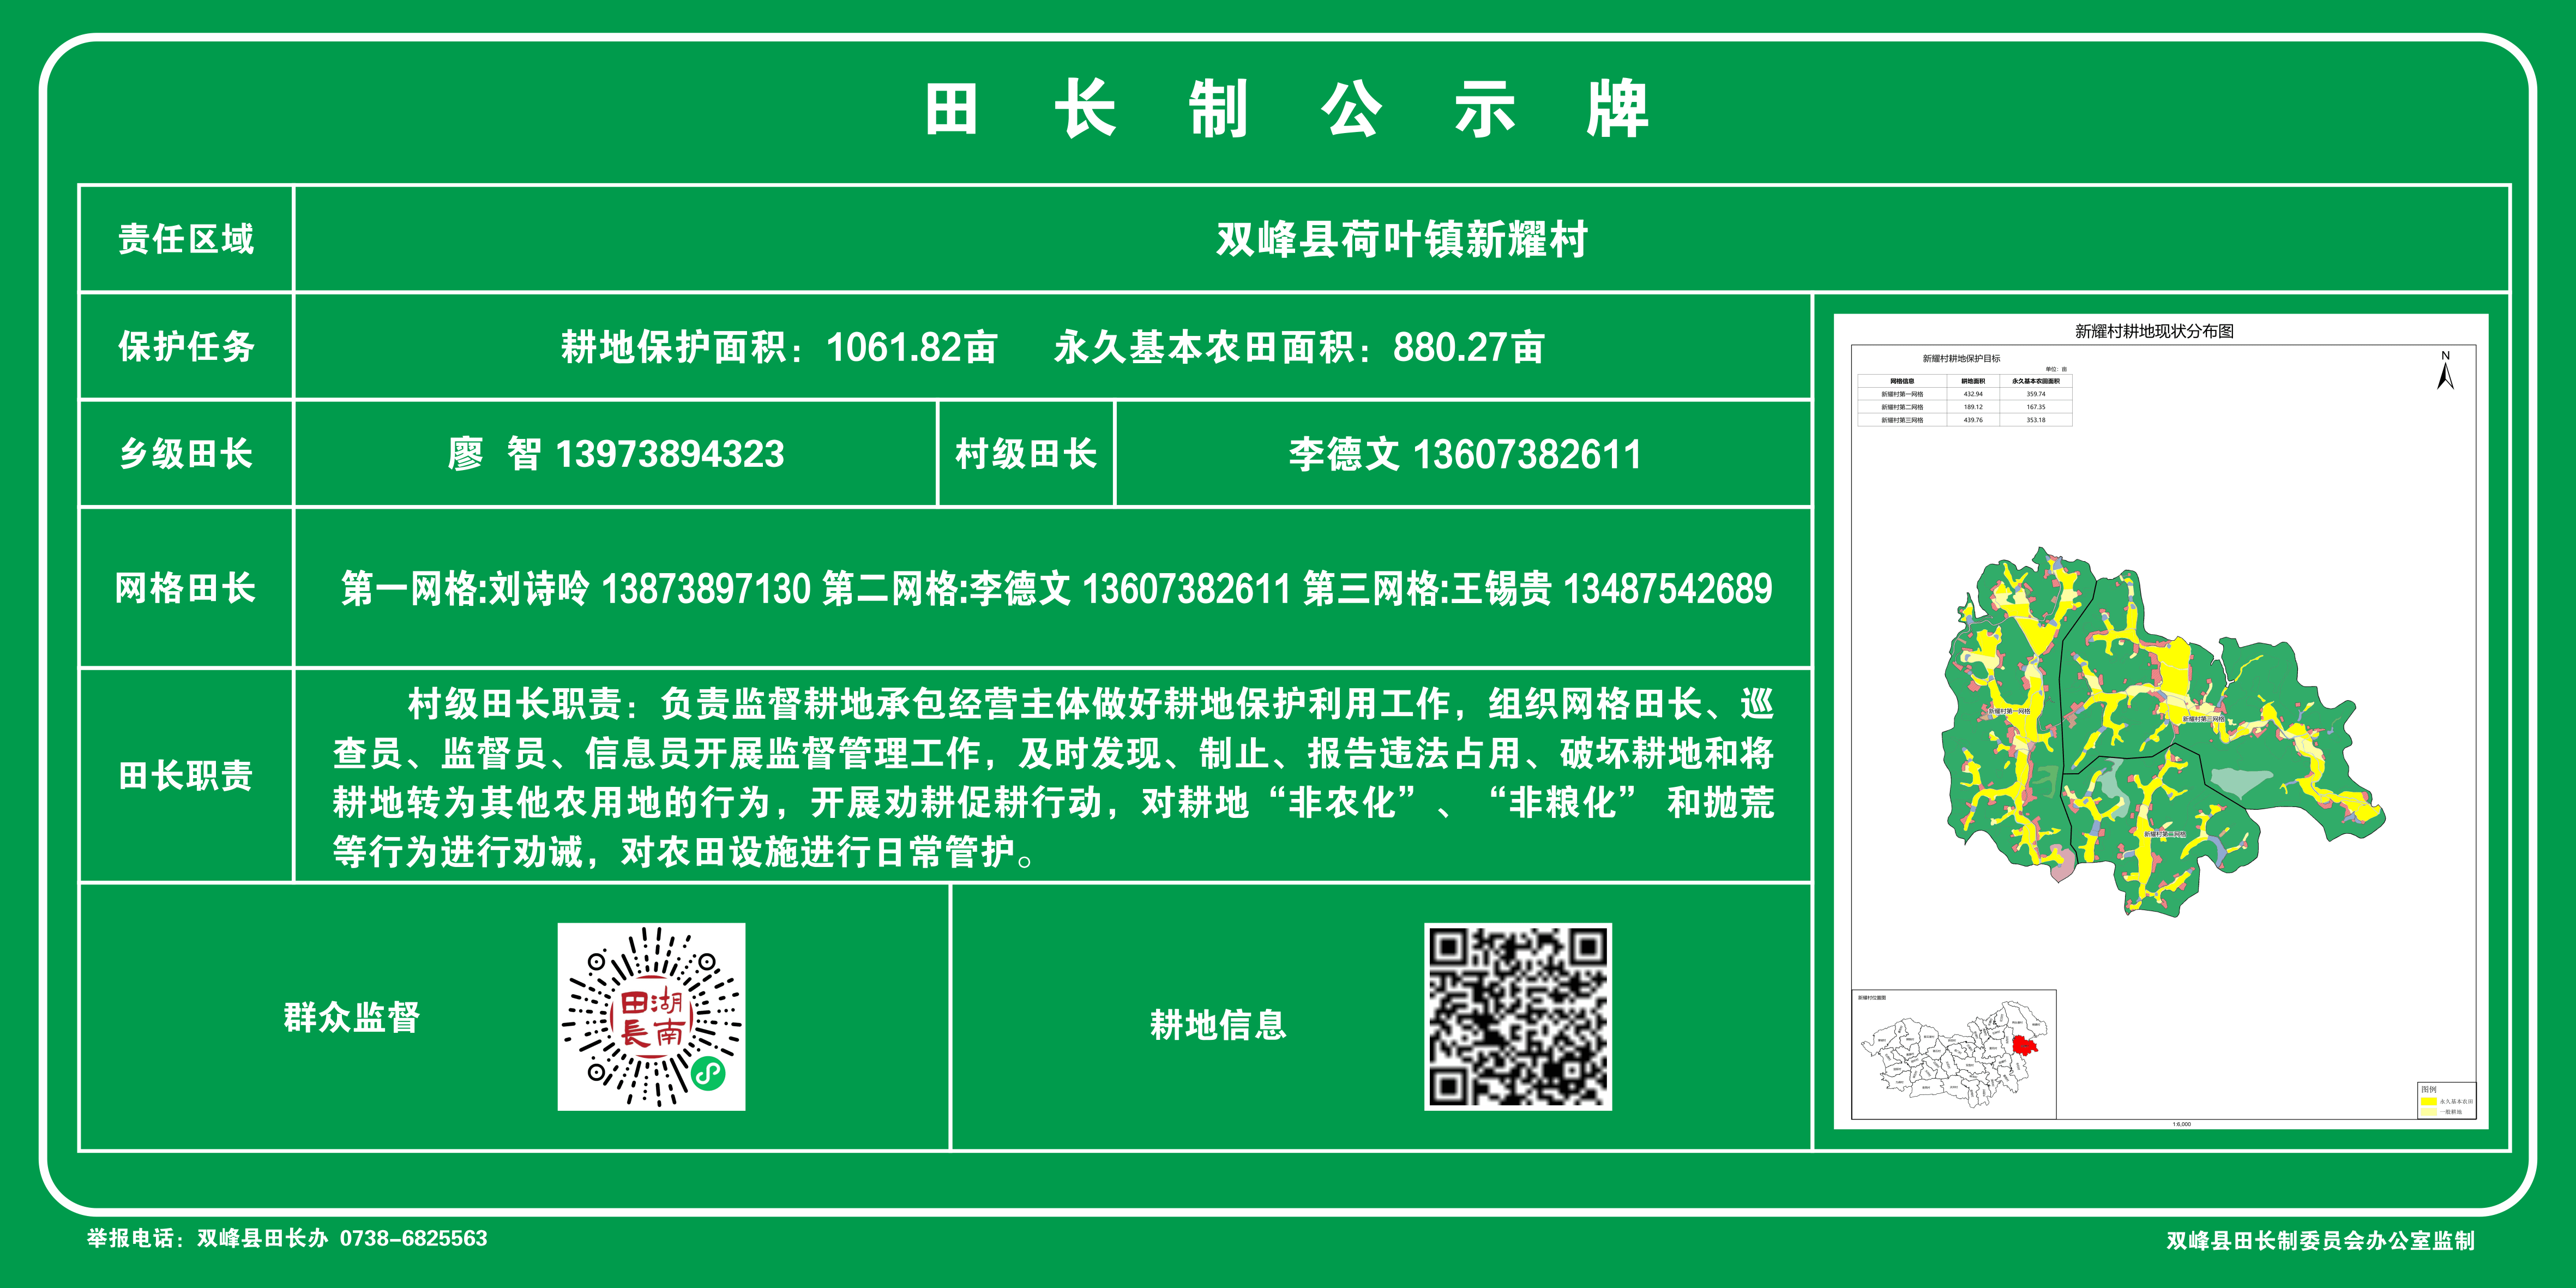 田长制公示牌
责任区域
双峰县荷叶镇新耀村
保护任务
耕地保护面积：1061.82亩 永久基本农田面积：880.27亩
乡级田长
廖 智 13973894323
村级田长
李德文 13607382611
网格田长
第一网格:刘诗呤 13873897130 第二网格:李德文 13607382611 第三网格:王锡贵 13487542689
田长职责
村级田长职责：负责监督耕地承包经营主体做好耕地保护利用工作，组织网格田长、巡
查员、监督员、信息员开展监督管理工作，及时发现、制止、报告违法占用、破坏耕地和将
耕地转为其他农用地的行为，开展劝耕促耕行动，对耕地“非农化”、“非粮化” 和抛荒
等行为进行劝诫，对农田设施进行日常管护。
群众监督
湖南
田長
耕地信息
新耀村耕地现状分布图
新耀村耕地保护目标
单位：亩
网格信息 耕地面积 永久基本农田面积
新耀村第一网格 432.94 359.74
新耀村第二网格 189.12 167.35
新耀村第三网格 439.76 353.18
N
新耀村第一网格
新耀村第三网格
新耀村第二网格
新耀村位置图
图例
永久基本农田
一般耕地
1:6,000
举报电话：双峰县田长办 0738-6825563
双峰县田长制委员会办公室监制